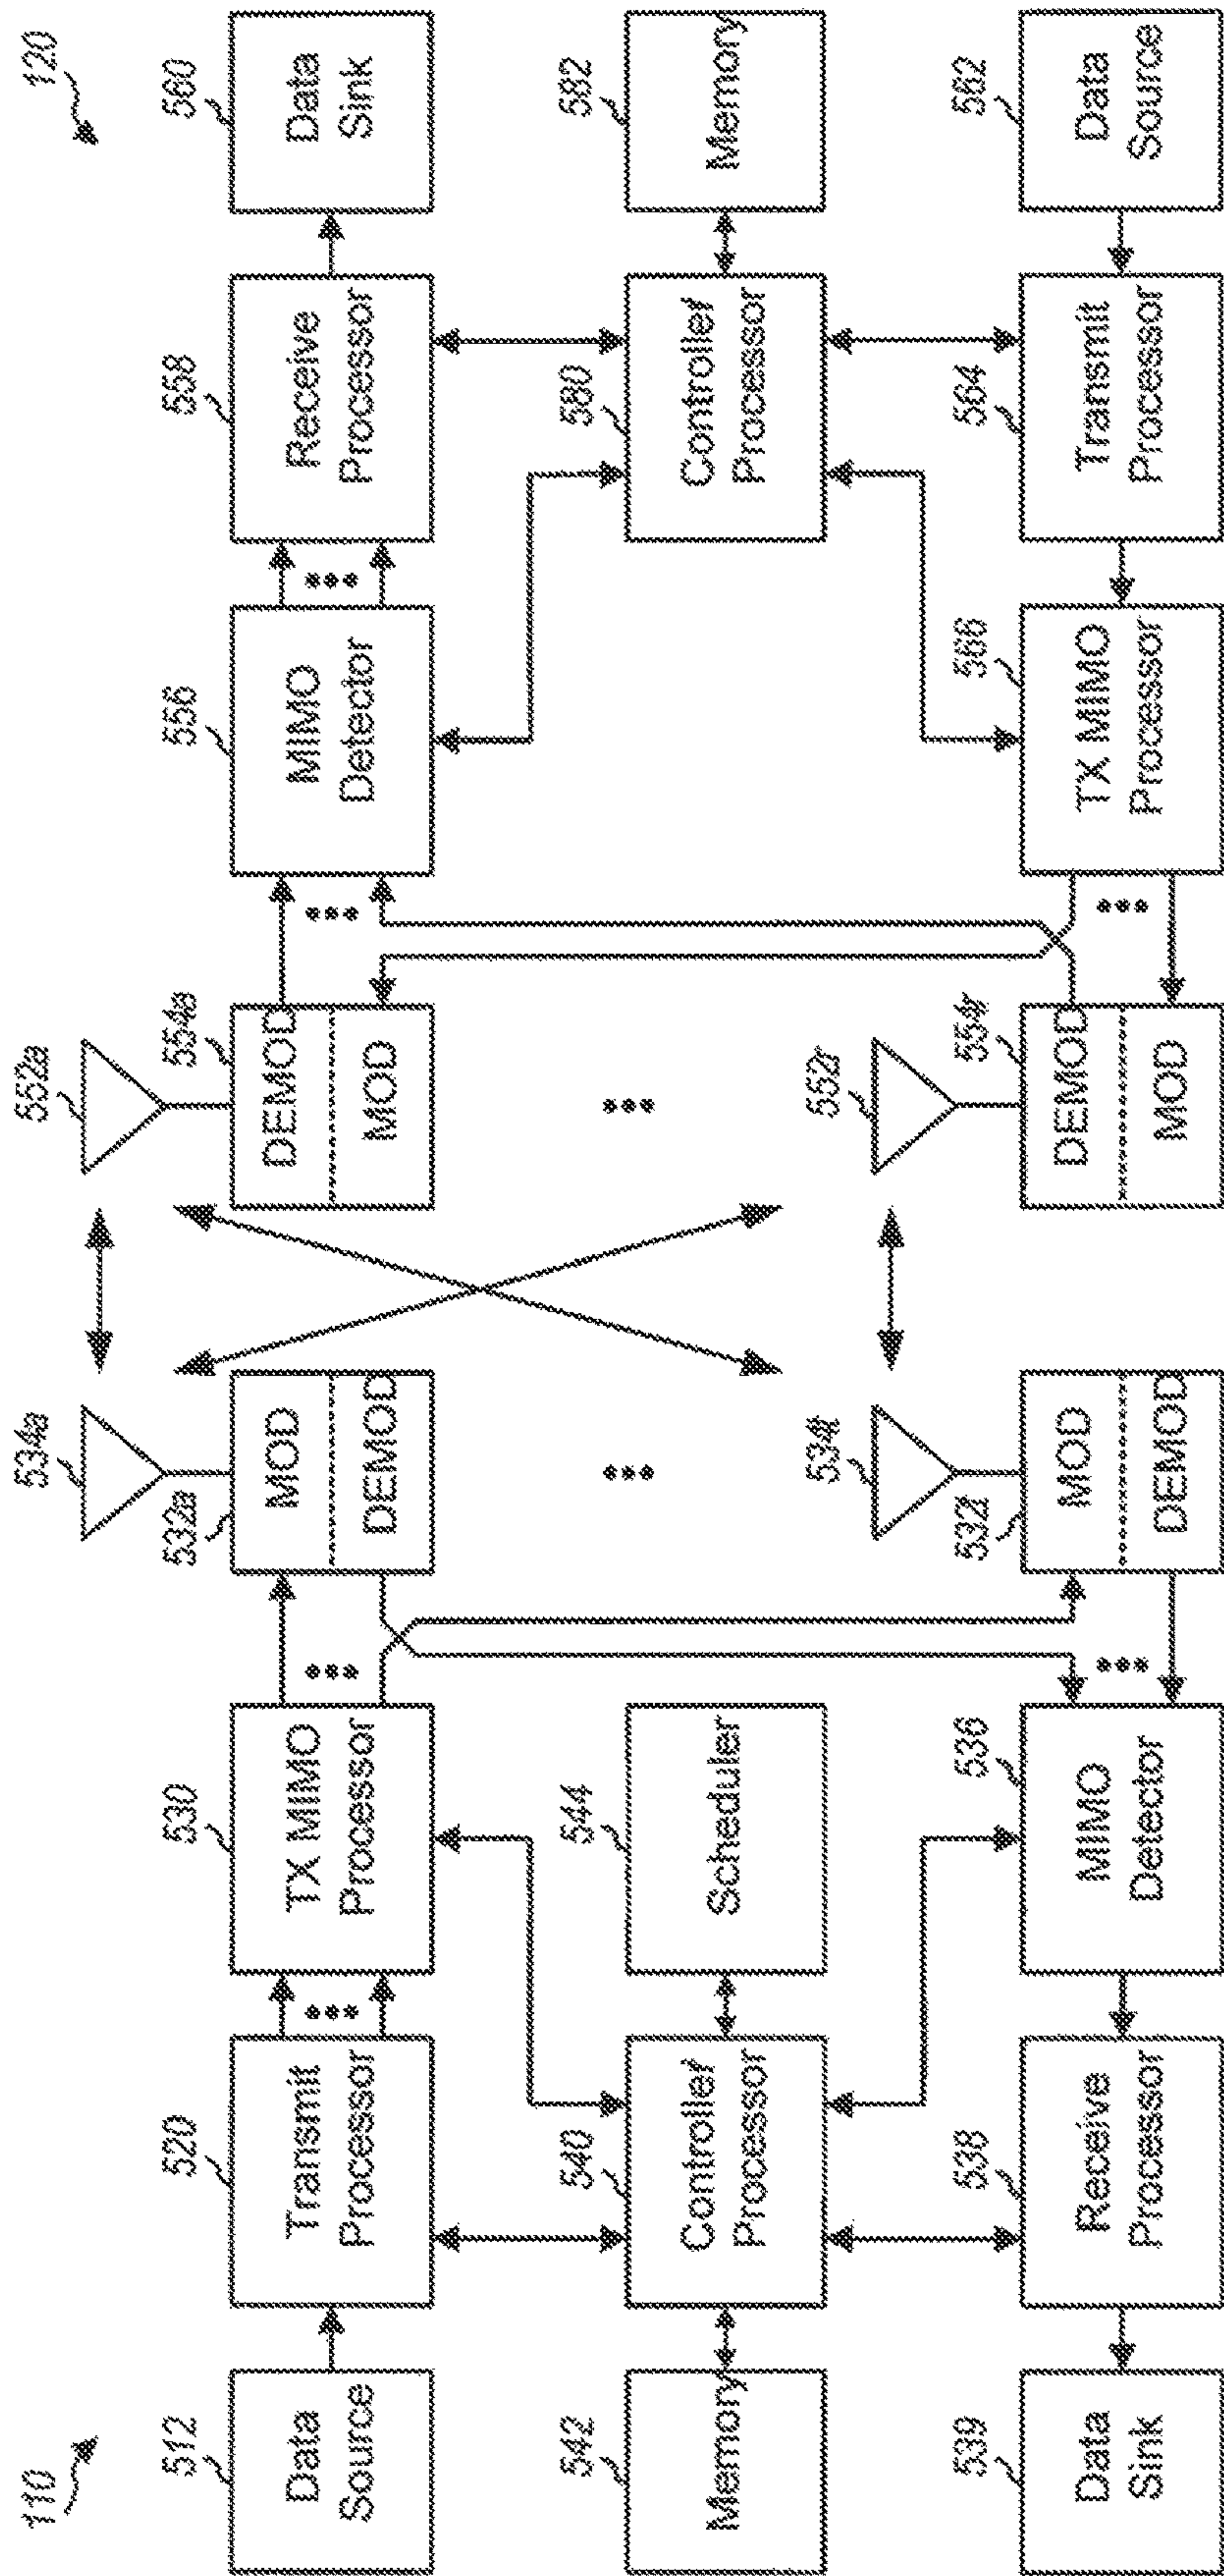 110
120
512
Data
Source
520
Transmit
Processor
530
TX MIMO
Processor
534a
532a
MOD
DEMOD
552a
554a
DEMOD
MOD
556
MIMO
Detector
558
Receive
Processor
560
Data
Sink
542
Memory
540
Controller/
Processor
544
Scheduler
580
Controller/
Processor
582
Memory
539
Data
Sink
538
Receive
Processor
536
MIMO
Detector
534t
532t
MOD
DEMOD
552r
554r
DEMOD
MOD
566
TX MIMO
Processor
564
Transmit
Processor
562
Data
Source